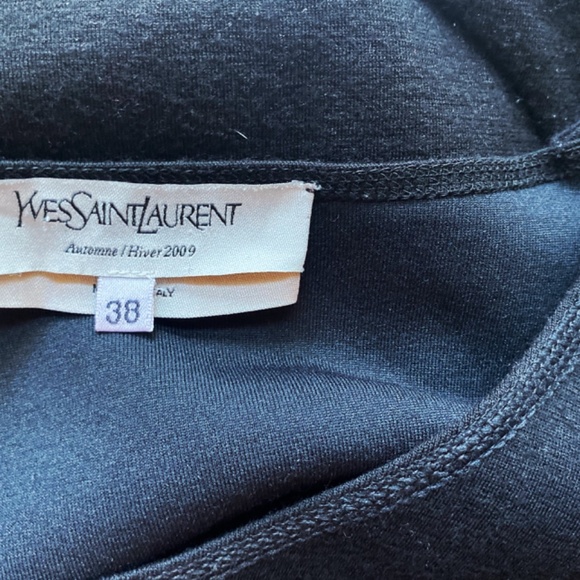 YVESSAINTLAURENT
Automne / Hiver 2009
38